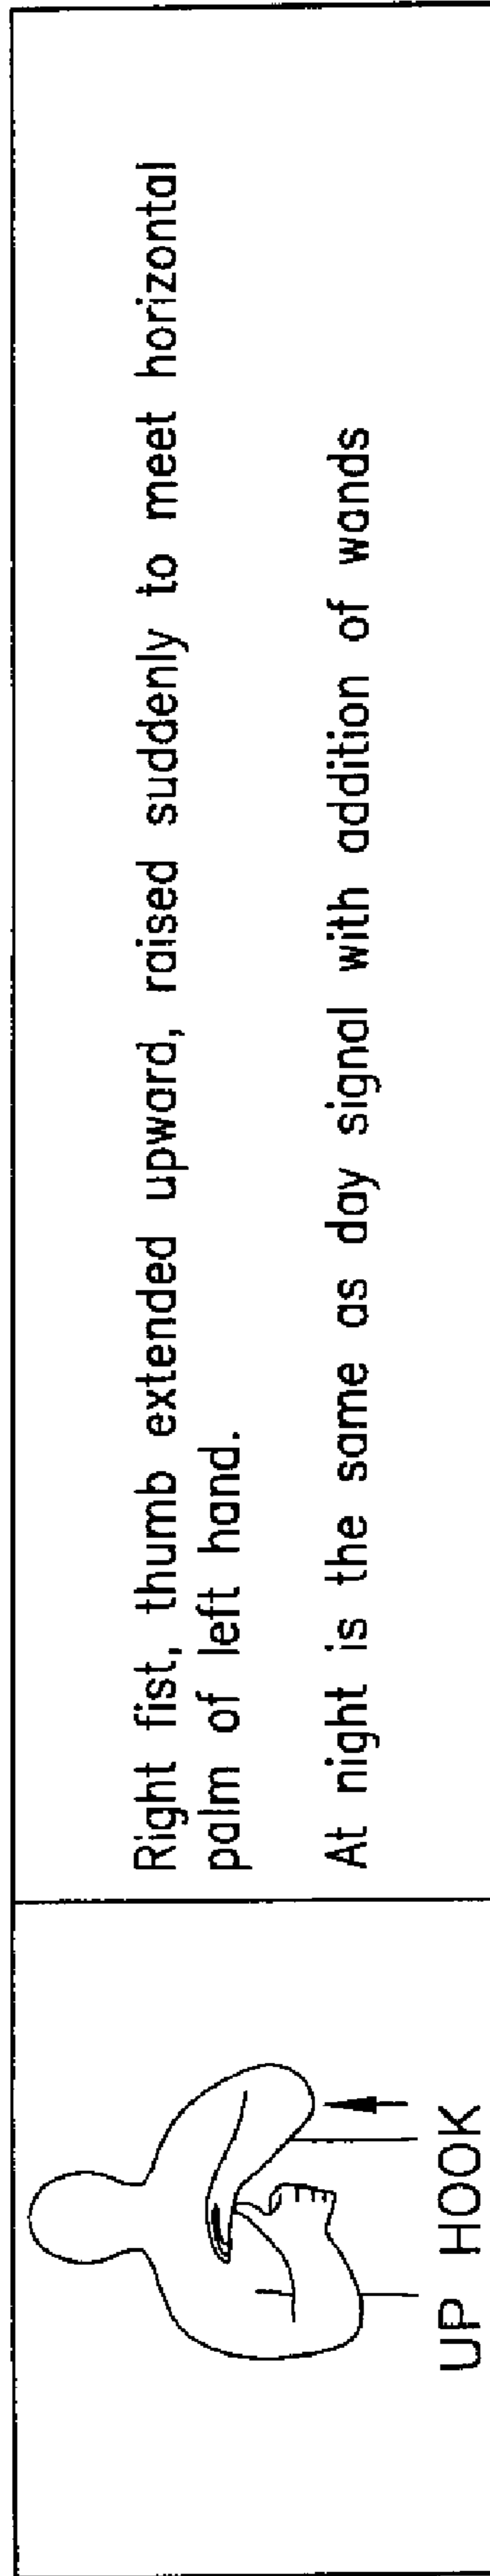 UP HOOK
Right fist, thumb extended upward, raised suddenly to meet horizontal
palm of left hand.
At night is the same as day signal with addition of wands